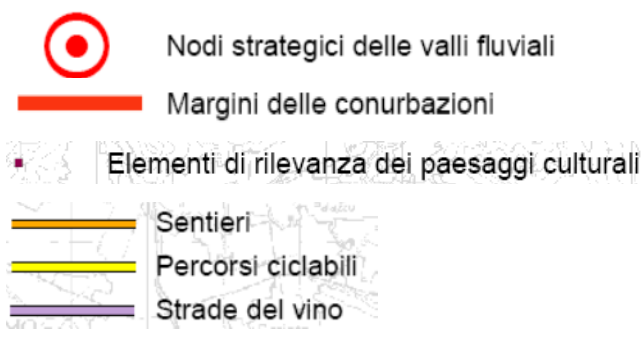 Nodi strategici delle valli fluviali
Margini delle conurbazioni
Elementi di rilevanza dei paesaggi culturali
Sentieri
Percorsi ciclabili
Strade del vino